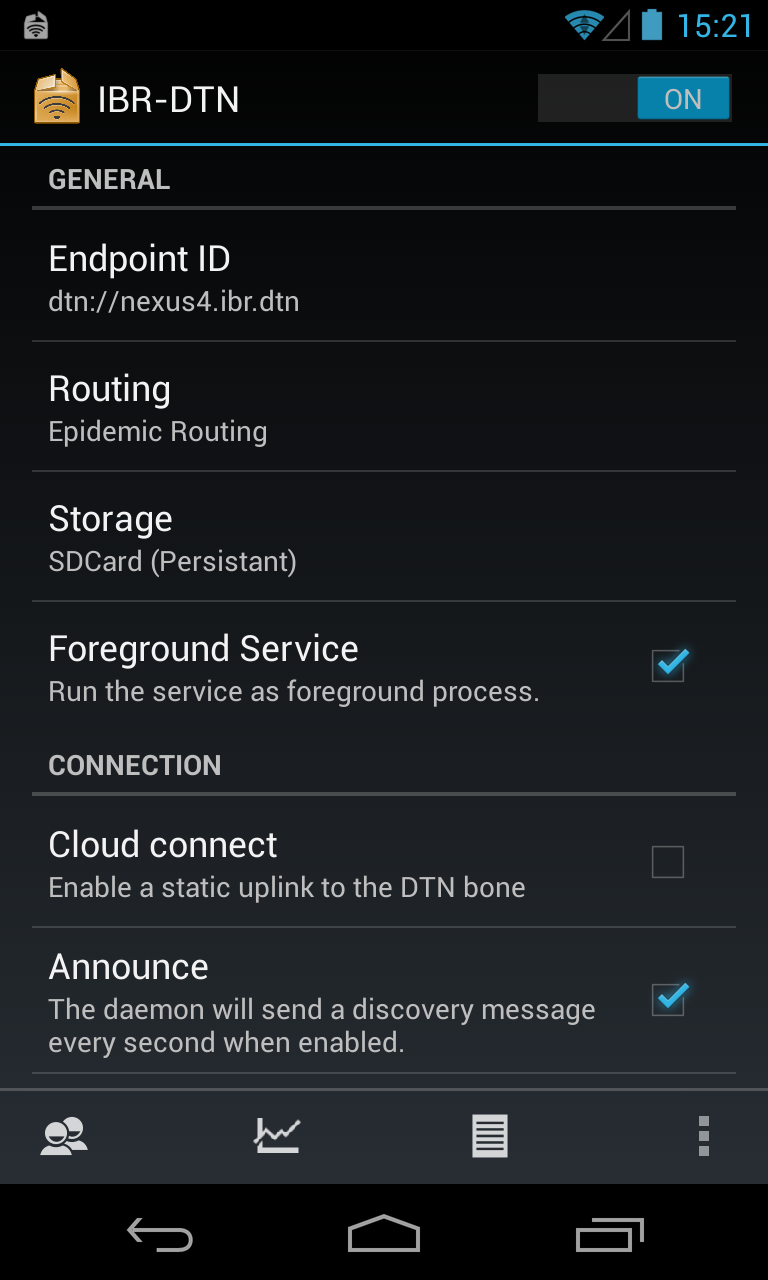 15:21
IBR-DTN
ON
GENERAL
Endpoint ID
dtn://nexus4.ibr.dtn
Routing
Epidemic Routing
Storage
SDCard (Persistant)
Foreground Service
Run the service as foreground process.
CONNECTION
Cloud connect
Enable a static uplink to the DTN bone
Announce
The daemon will send a discovery message
every second when enabled.